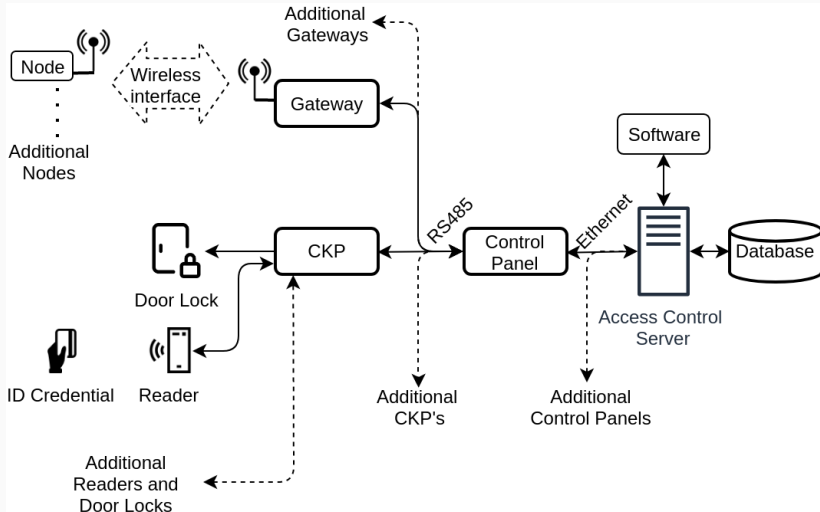 Additional
Gateways
Node
Wireless
interface
Gateway
Additional
Nodes
Software
RS485
Ethernet
CKP
Control
Panel
Database
Door Lock
Access Control
Server
ID Credential
Reader
Additional
CKP's
Additional
Control Panels
Additional
Readers and
Door Locks